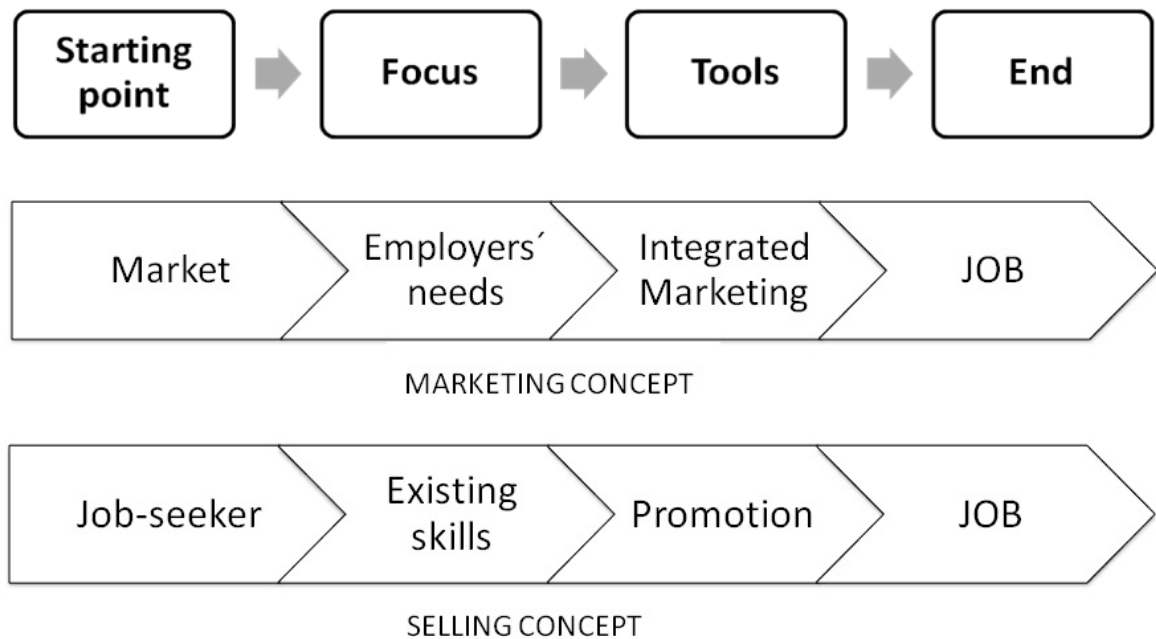 Starting
point
Focus
Tools
End
Market
Employers´
needs
Integrated
Marketing
JOB
MARKETING CONCEPT
Job-seeker
Existing
skills
Promotion
JOB
SELLING CONCEPT